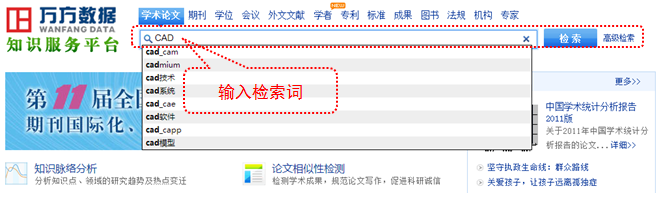 万方数据
WANFANG DATA
知识服务平台
学术论文 期刊 学位 会议 外文文献 学者 专利 标准 成果 图书 法规 机构 专家
NEW
CAD
检索
高级检索
cad_cam
cadmium
cad技术
cad系统
cad_cae
cad软件
cad_capp
cad模型
输入检索词
第11届全
期刊国际化、
更多>>
中国学术统计分析报告
2011版
关于2011年中国学术统计分
析报告的论文...详细>>
坚守执政生命线:群众路线
关爱孩子,让孩子远离孤独症
知识脉络分析
分析知识点、领域的研究趋势及热点变迁
论文相似性检测
检测学术成果,规范论文写作,促进科研诚信